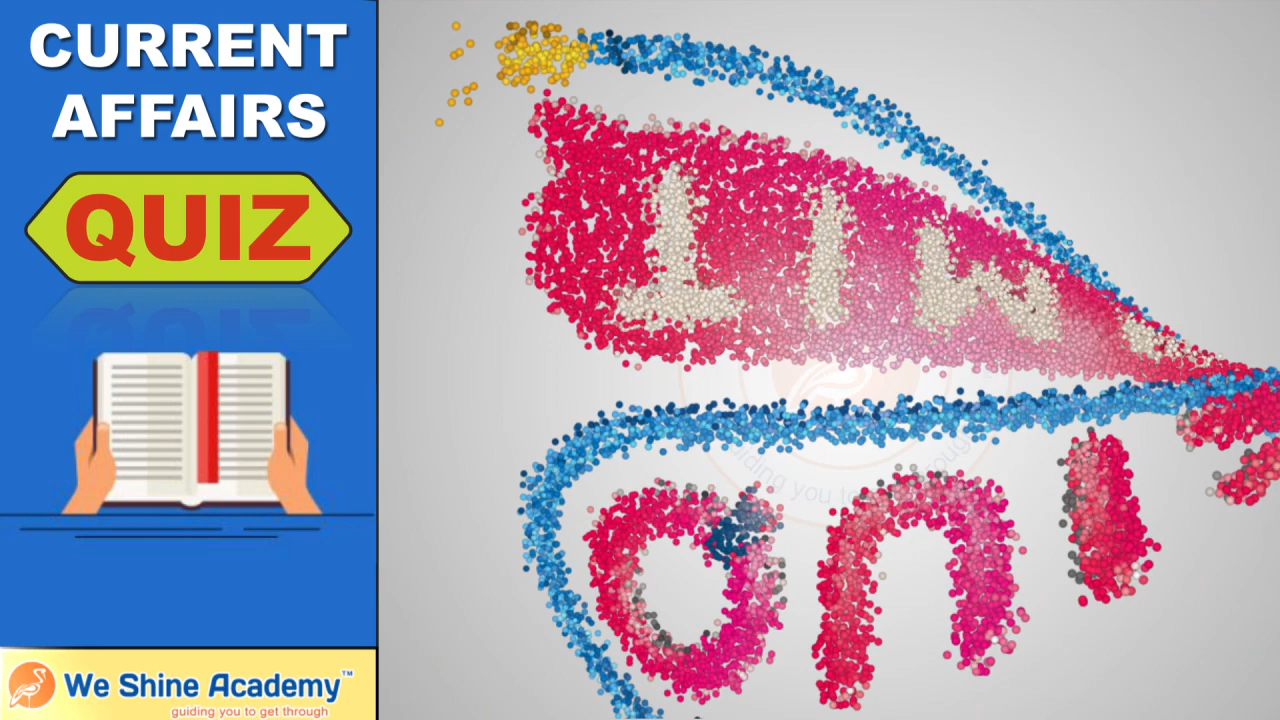 CURRENT
AFFAIRS
QUIZ
We Shine Academy™
guiding you to get through